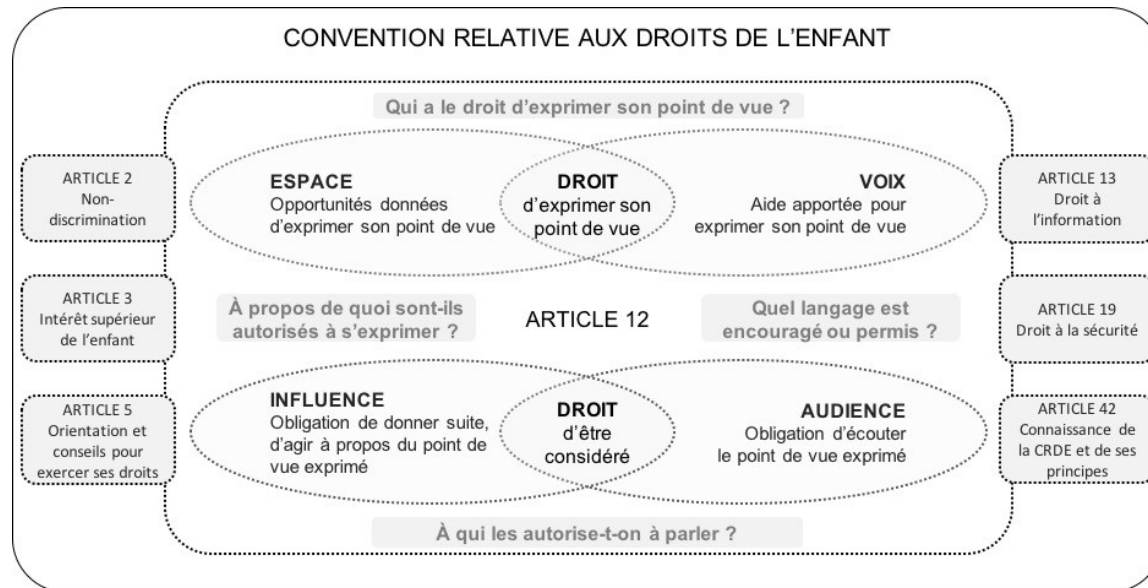 CONVENTION RELATIVE AUX DROITS DE L'ENFANT
Qui a le droit d'exprimer son point de vue ?
ARTICLE 2
Non-
discrimination
ARTICLE 3
Intérêt supérieur
de l'enfant
ARTICLE 5
Orientation et
conseils pour
exercer ses droits
ESPACE
Opportunités données
d'exprimer son point de vue
DROIT
d'exprimer son
point de vue
VOIX
Aide apportée pour
exprimer son point de vue
À propos de quoi sont-ils
autorisés à s'exprimer ?
ARTICLE 12
Quel langage est
encouragé ou permis ?
INFLUENCE
Obligation de donner suite,
d'agir à propos du point de
vue exprimé
DROIT
d'être
considéré
AUDIENCE
Obligation d'écouter
le point de vue exprimé
À qui les autorise-t-on à parler ?
ARTICLE 13
Droit à
l'information
ARTICLE 19
Droit à la sécurité
ARTICLE 42
Connaissance de
la CRDE et de ses
principes